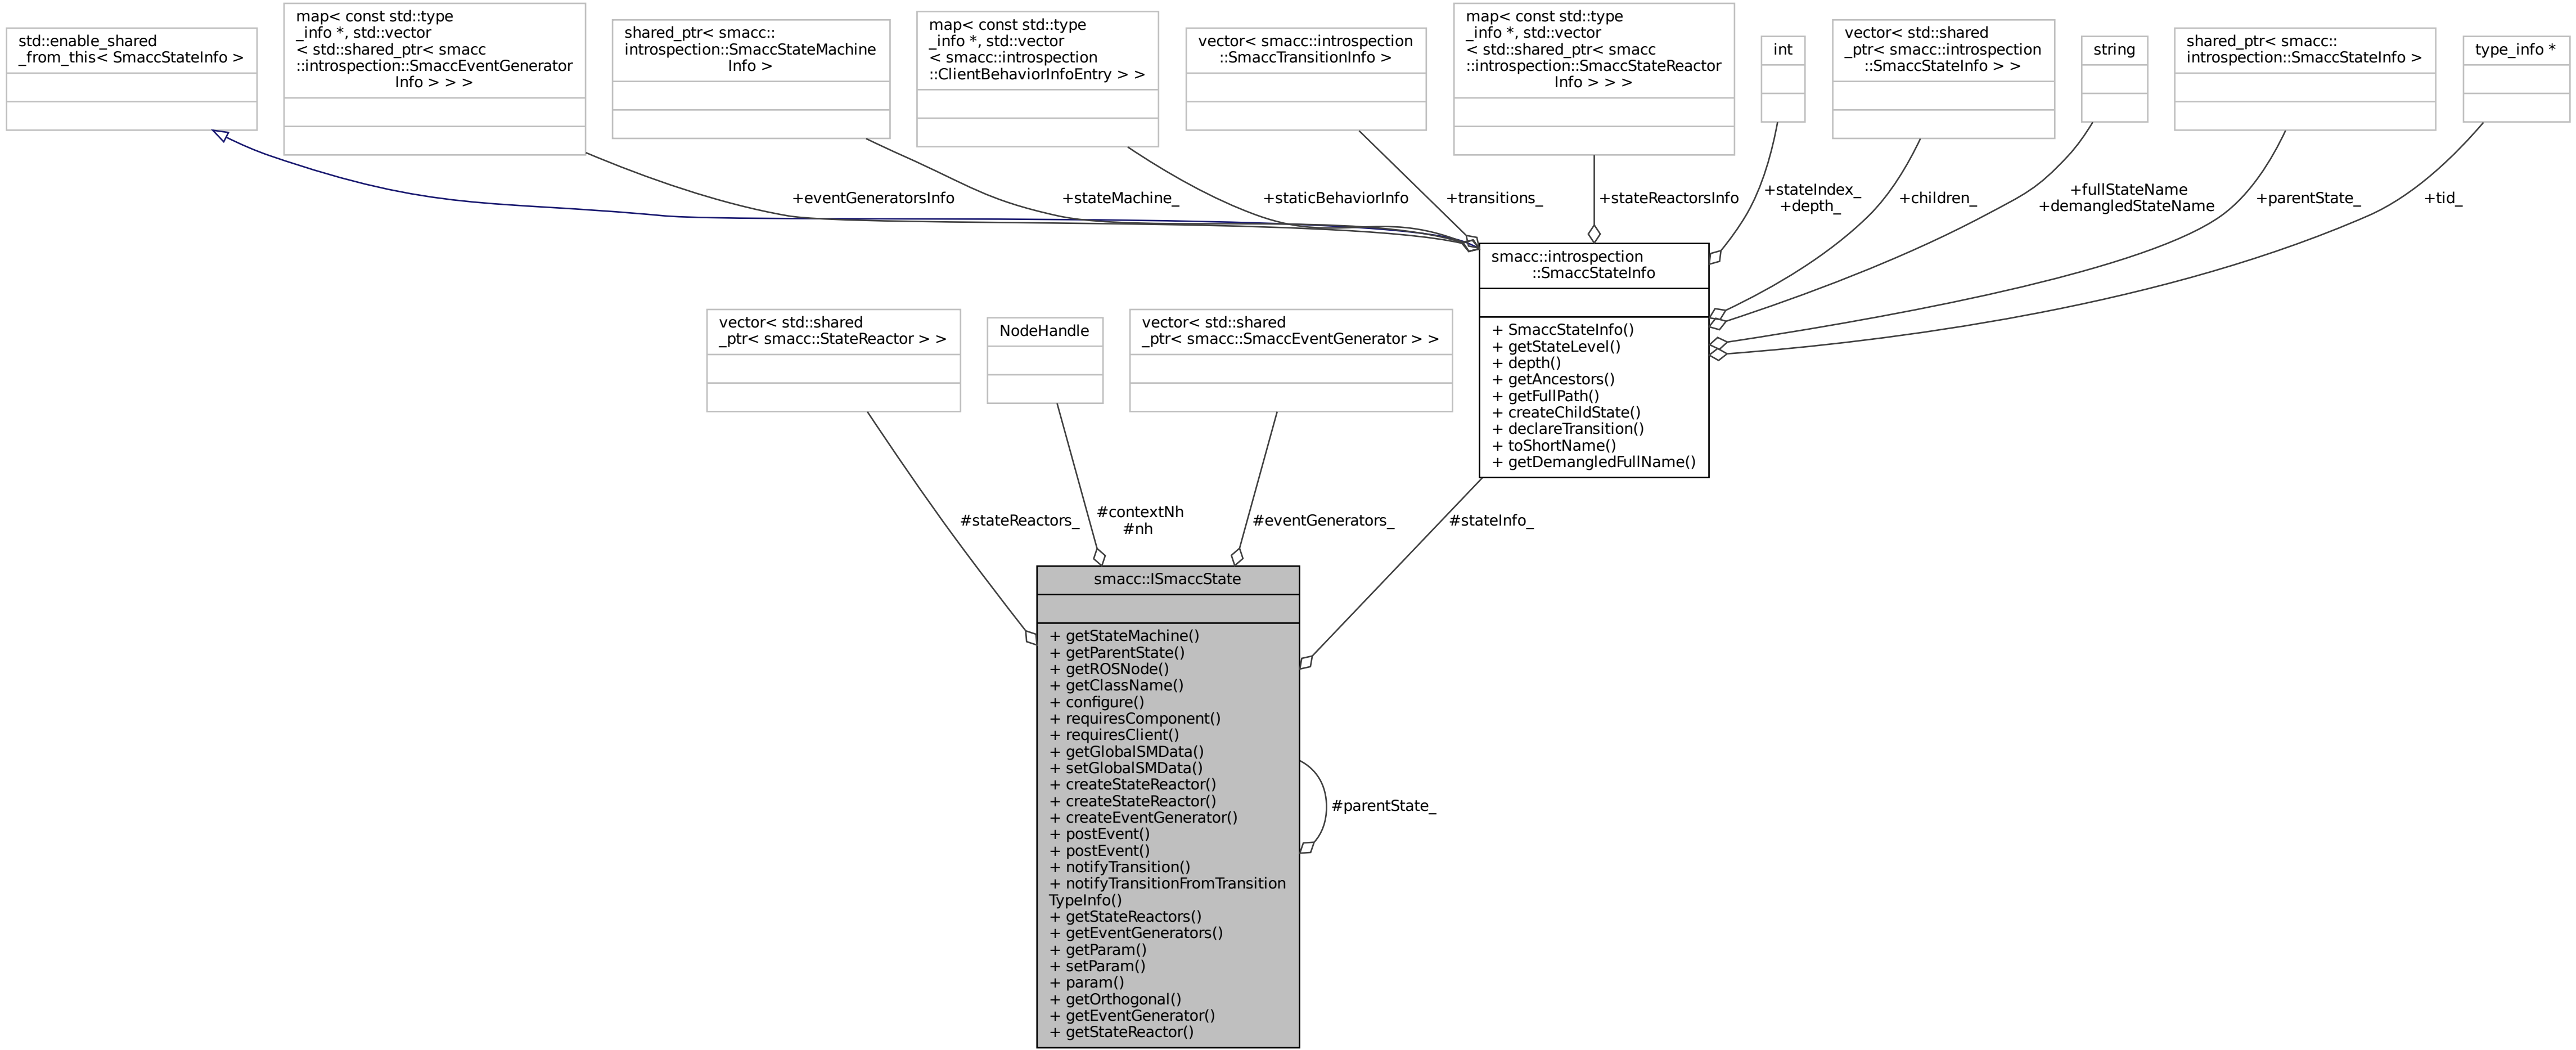 std::enable_shared
_from_this< SmaccStateInfo >
map< const std::type
_info *, std::vector
< std::shared_ptr< smacc
::introspection::SmaccEventGenerator
Info > > >
shared_ptr< smacc::
introspection::SmaccStateMachine
Info >
map< const std::type
_info *, std::vector
< smacc::introspection
::ClientBehaviorInfoEntry > >
vector< smacc::introspection
::SmaccTransitionInfo >
map< const std::type
_info *, std::vector
< std::shared_ptr< smacc
::introspection::SmaccStateReactor
Info > > >
int
vector< std::shared
_ptr< smacc::introspection
::SmaccStateInfo > >
string
shared_ptr< smacc::
introspection::SmaccStateInfo >
type_info *
+eventGeneratorsInfo
+stateMachine_
+staticBehaviorInfo
+transitions_
+stateReactorsInfo
+stateIndex_
+depth_
+children_
+fullStateName
+demangledStateName
+parentState_
+tid_
smacc::introspection
::SmaccStateInfo
+ SmaccStateInfo()
+ getStateLevel()
+ depth()
+ getAncestors()
+ getFullPath()
+ createChildState()
+ declareTransition()
+ toShortName()
+ getDemangledFullName()
vector< std::shared
_ptr< smacc::StateReactor > >
NodeHandle
vector< std::shared
_ptr< smacc::SmaccEventGenerator > >
#stateReactors_
#contextNh
#nh
#eventGenerators_
#stateInfo_
smacc::ISmaccState
+ getStateMachine()
+ getParentState()
+ getROSNode()
+ getClassName()
+ configure()
+ requiresComponent()
+ requiresClient()
+ getGlobalSMData()
+ setGlobalSMData()
+ createStateReactor()
+ createStateReactor()
+ createEventGenerator()
+ postEvent()
+ postEvent()
+ notifyTransition()
+ notifyTransitionFromTransition
TypeInfo()
+ getStateReactors()
+ getEventGenerators()
+ getParam()
+ setParam()
+ param()
+ getOrthogonal()
+ getEventGenerator()
+ getStateReactor()
#parentState_